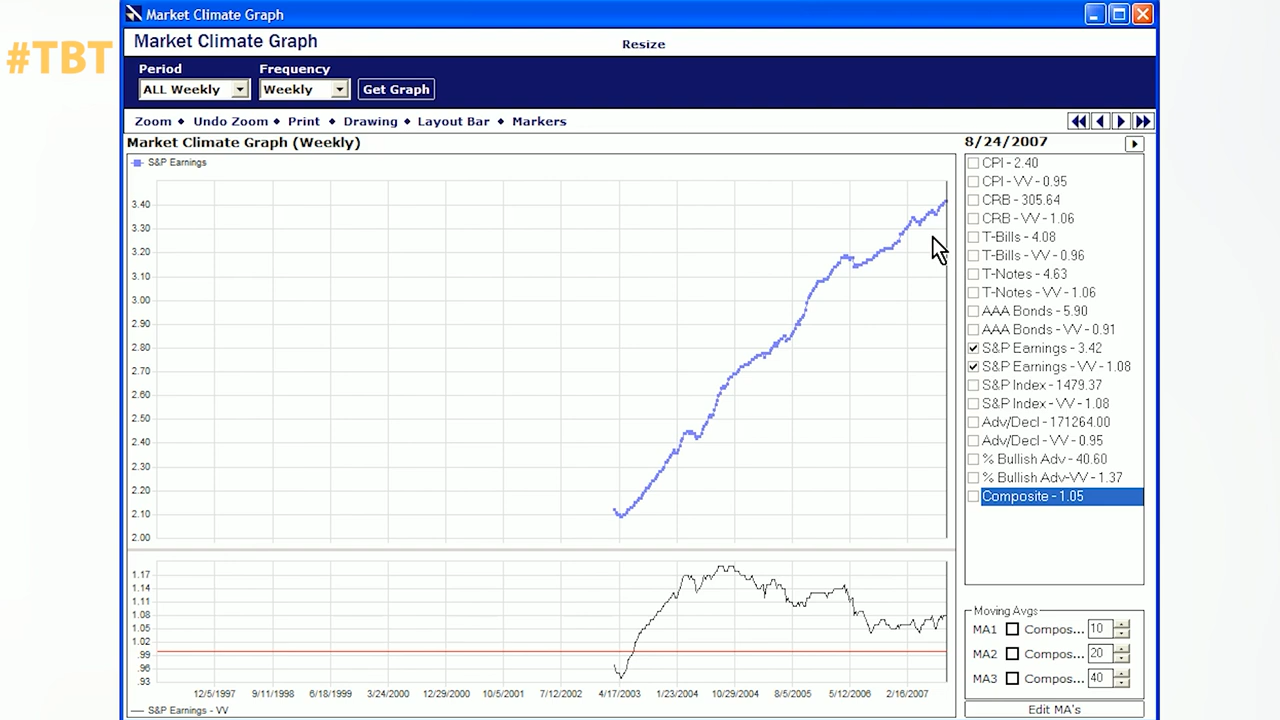 Market Climate Graph
#TBT
Market Climate Graph
Resize
Period Frequency
ALL Weekly Weekly Get Graph
Zoom ◆ Undo Zoom ◆ Print ◆ Drawing ◆ Layout Bar ◆ Markers
Market Climate Graph (Weekly)
8/24/2007
S&P Earnings
3.40
3.30
3.20
3.10
3.00
2.90
2.80
2.70
2.60
2.50
2.40
2.30
2.20
2.10
2.00
1.17
1.14
1.11
1.08
1.05
1.02
.99
.96
.93
12/5/1997 9/11/1998 6/18/1999 3/24/2000 12/29/2000 10/5/2001 7/12/2002 4/17/2003 1/23/2004 10/29/2004 8/5/2005 5/12/2006 2/16/2007
S&P Earnings - VV
CPI - 2.40
CPI - VV - 0.95
CRB - 305.64
CRB - VV - 1.06
T-Bills - 4.08
T-Bills - VV - 0.96
T-Notes - 4.63
T-Notes - VV - 1.06
AAA Bonds - 5.90
AAA Bonds - VV - 0.91
S&P Earnings - 3.42
S&P Earnings - VV - 1.08
S&P Index - 1479.37
S&P Index - VV - 1.08
Adv/Decl - 171264.00
Adv/Decl - VV - 0.95
% Bullish Adv - 40.60
% Bullish Adv-VV - 1.37
Composite - 1.05
Moving Avgs
MA1 Compos... 10
MA2 Compos... 20
MA3 Compos... 40
Edit MA's